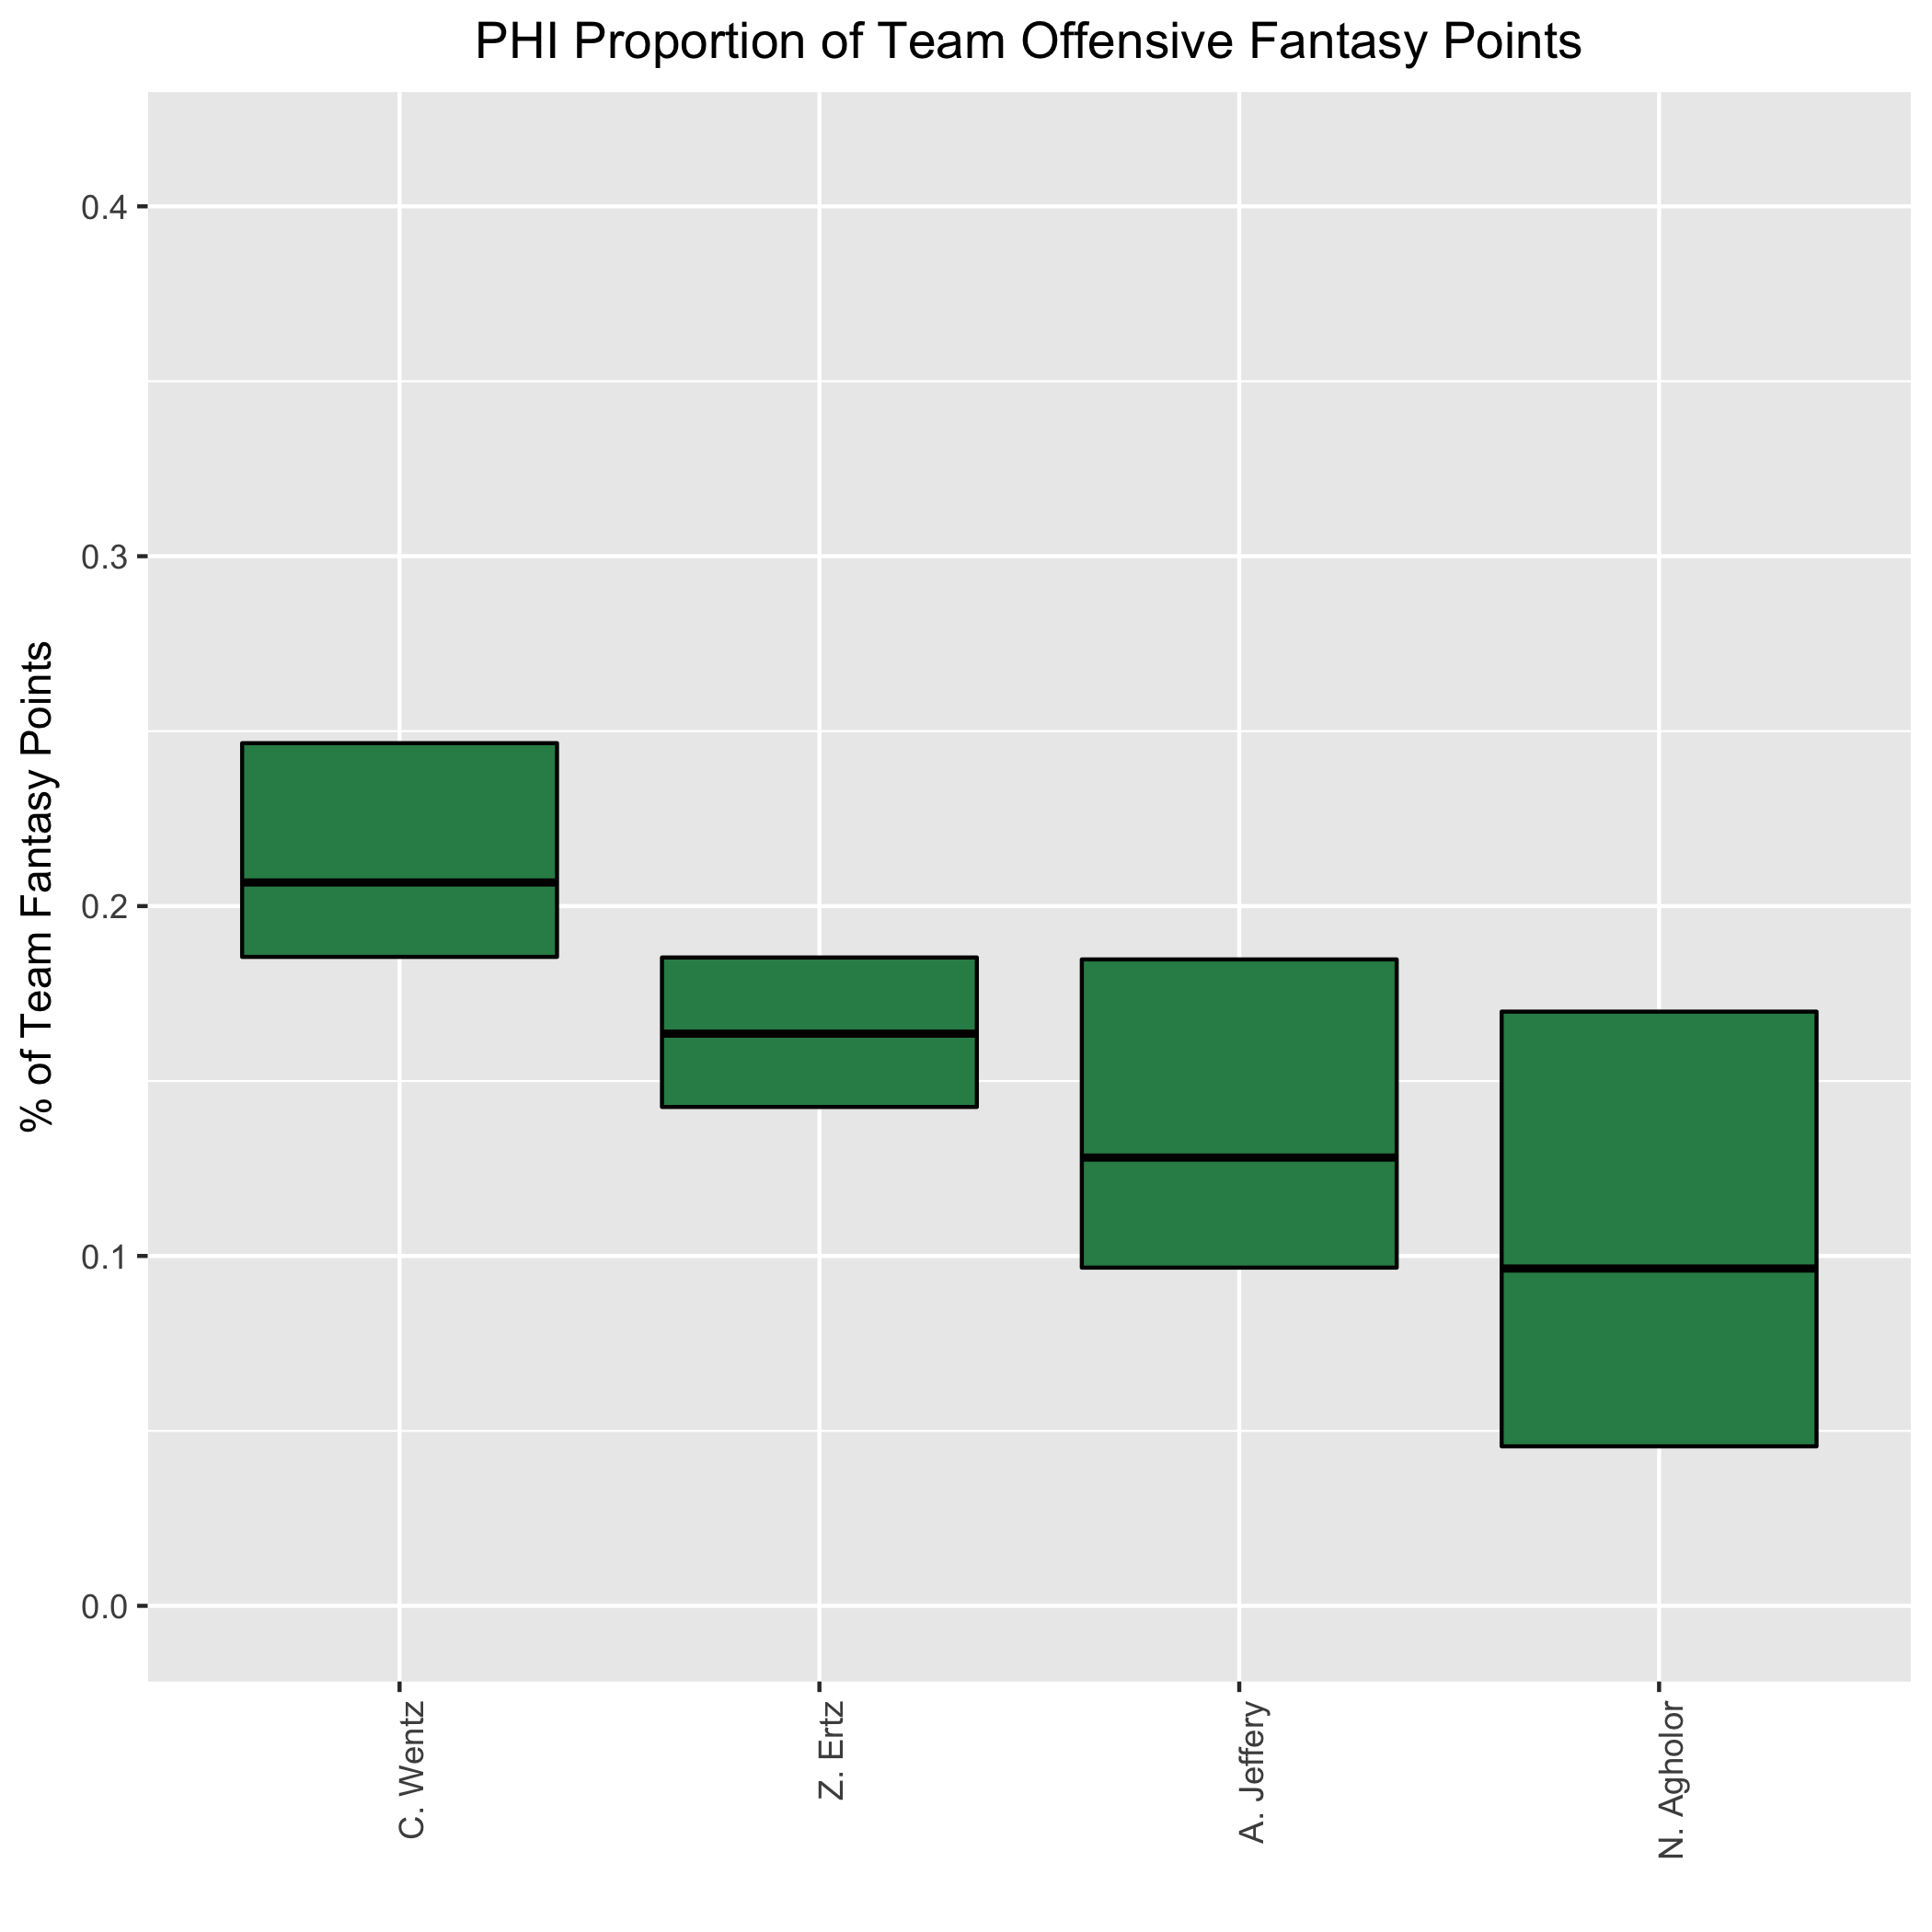 PHI Proportion of Team Offensive Fantasy Points
% of Team Fantasy Points
0.4
0.3
0.2
0.1
0.0
C. Wentz
Z. Ertz
A. Jeffery
N. Agholor